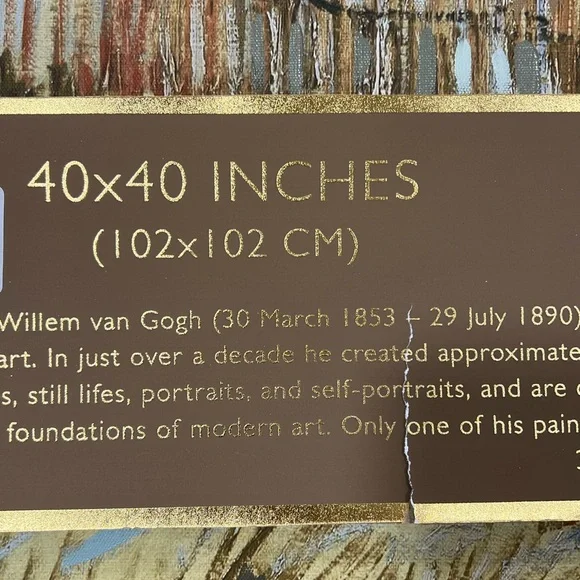 40x40 INCHES
(102x102 CM)
Willem van Gogh (30 March 1853 – 29 July 1890)
art. In just over a decade he created approximate
s, still lifes, portraits, and self-portraits, and are
foundations of modern art. Only one of his pain